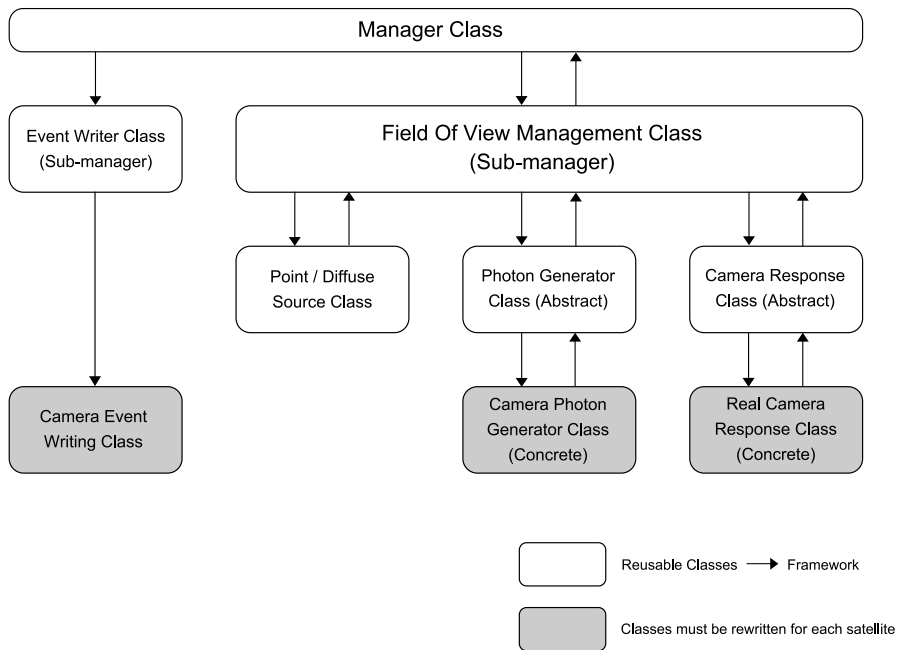 Manager Class
Event Writer Class
(Sub-manager)
Field Of View Management Class
(Sub-manager)
Point / Diffuse
Source Class
Photon Generator
Class (Abstract)
Camera Response
Class (Abstract)
Camera Event
Writing Class
Camera Photon
Generator Class
(Concrete)
Real Camera
Response Class
(Concrete)
Reusable Classes
Framework
Classes must be rewritten for each satellite